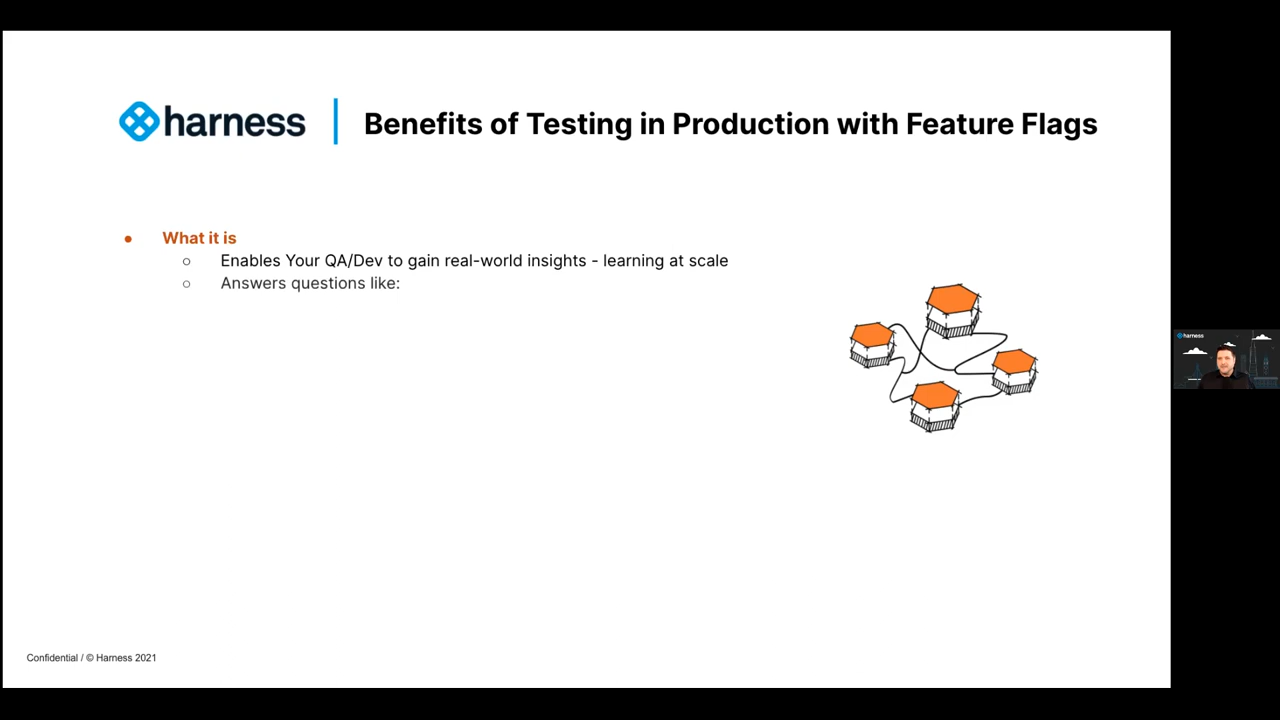 harness
Benefits of Testing in Production with Feature Flags
● What it is
○ Enables Your QA/Dev to gain real-world insights - learning at scale
○ Answers questions like:
harness
Confidential / © Harness 2021